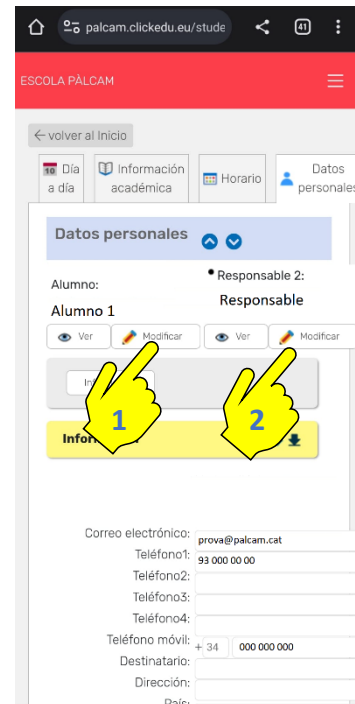 palcam.clickedu.eu/stude
41
ESCOLA PÀLCAM
volver al Inicio
10 Día a día
Información académica
Horario
Datos personales
Datos personales
Alumno:
Alumno 1
Responsable 2:
Responsable
Ver
Modificar
Ver
Modificar
1
2
Correo electrónico: prova@palcam.cat
Teléfono1: 93 000 00 00
Teléfono2:
Teléfono3:
Teléfono4:
Teléfono móvil: + 34 000 000 000
Destinatario:
Dirección:
País: